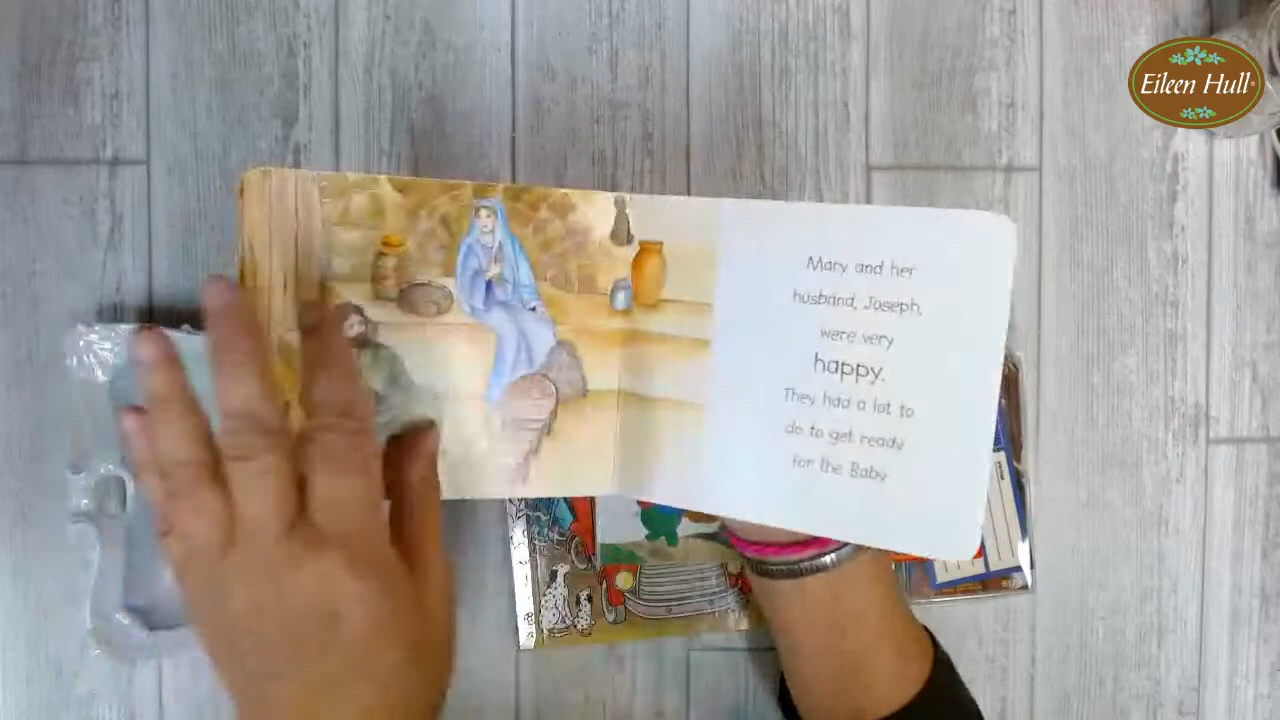 Eileen Hull
Mary and her
husband, Joseph,
were very
happy.
They had a lot to
do to get ready
for the Baby